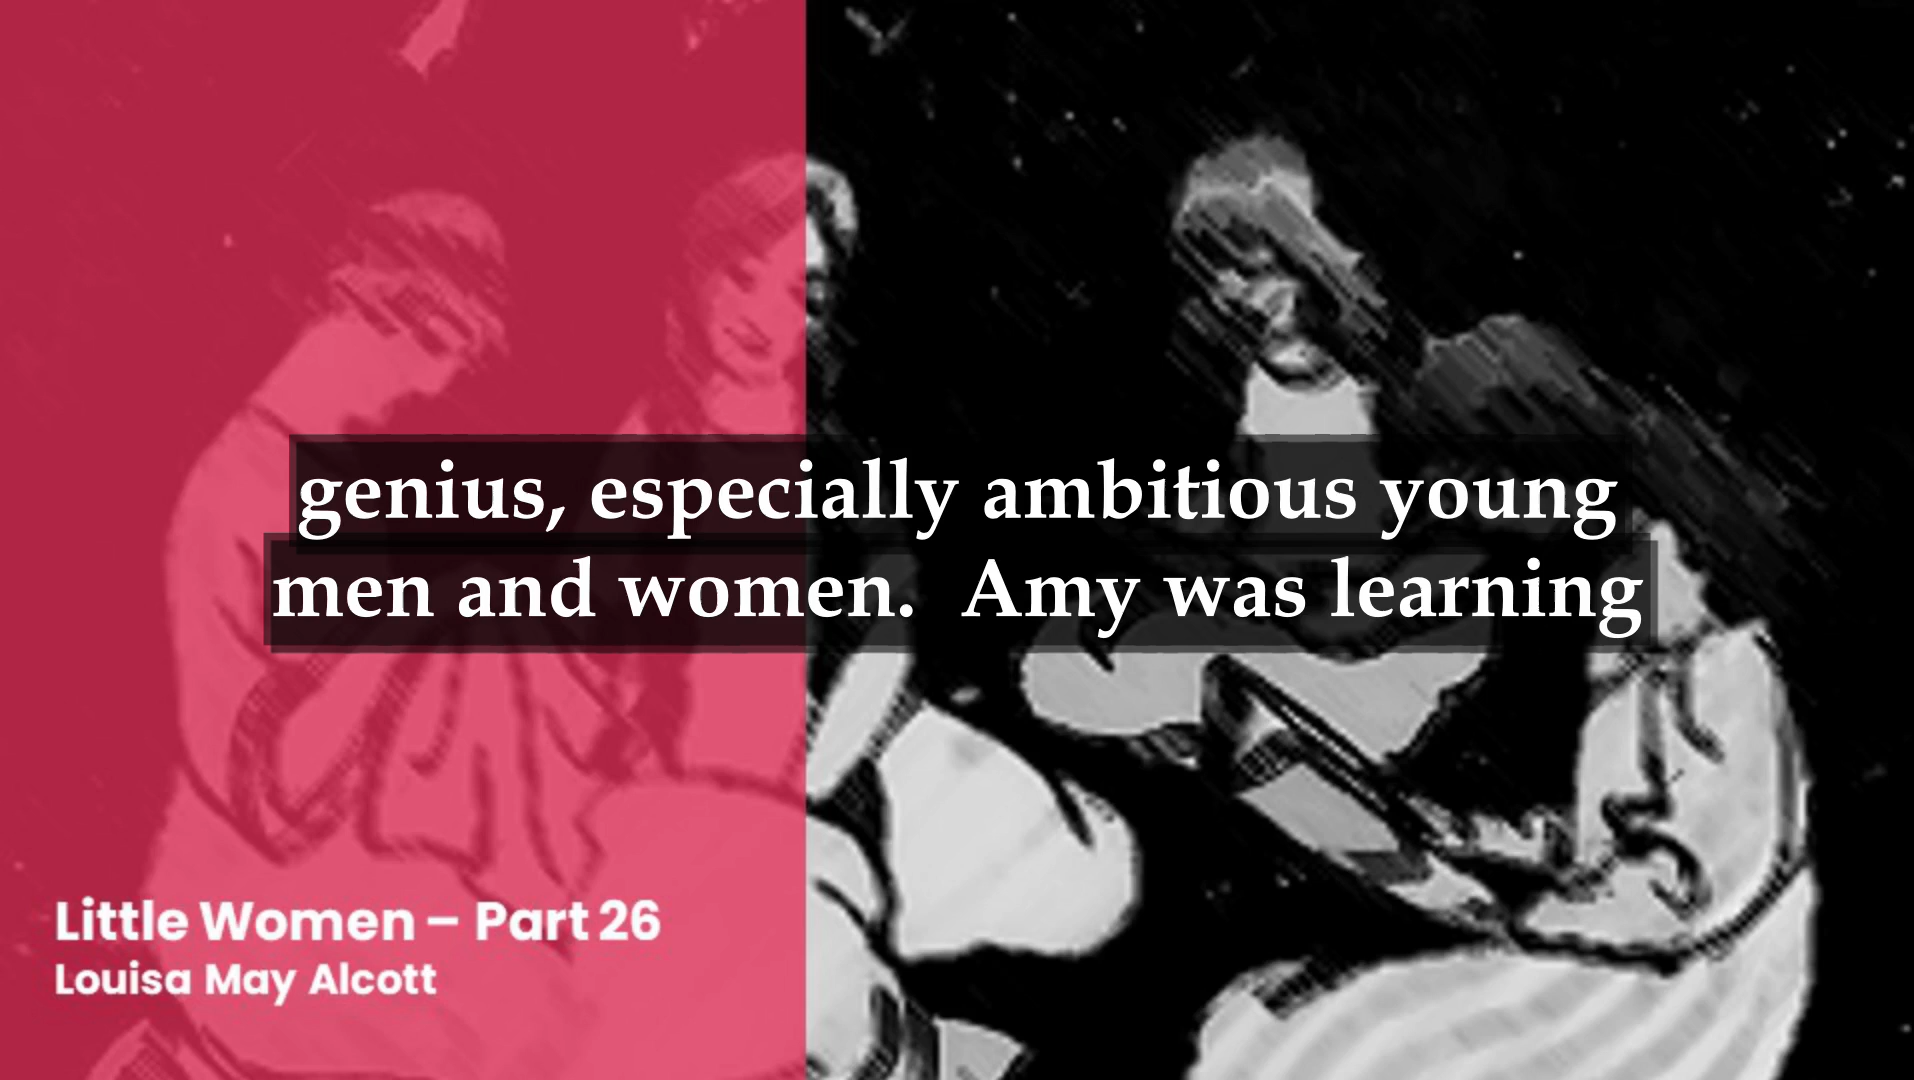 genius, especially ambitious young
men and women.  Amy was learning
Little Women – Part 26
Louisa May Alcott